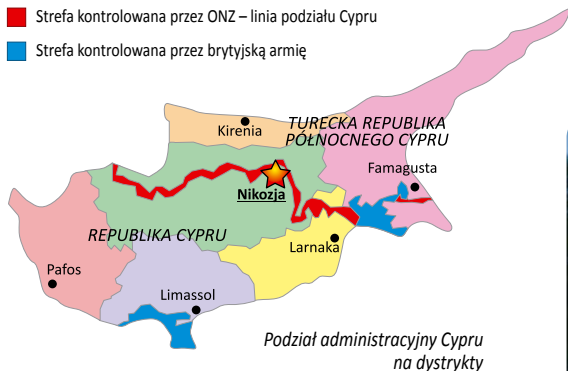 Strefa kontrolowana przez ONZ – linia podziału Cypru
Strefa kontrolowana przez brytyjską armię
Kirenia
TURECKA REPUBLIKA
PÓŁNOCNEGO CYPRU
Famagusta
Nikozja
REPUBLIKA CYPRU
Larnaka
Pafos
Limassol
Podział administracyjny Cypru
na dystrykty